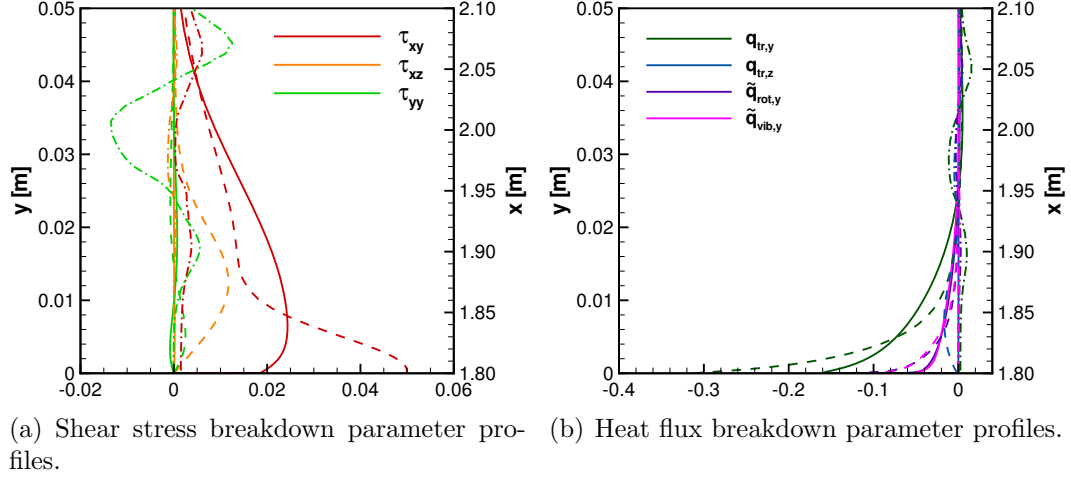 0.05
0.04
0.03
0.02
0.01
0
y [m]
-0.02
0
0.02
0.04
0.06
2.10
2.05
2.00
1.95
1.90
1.85
1.80
x [m]
τxy
τxz
τyy
0.05
0.04
0.03
0.02
0.01
0
y [m]
-0.4
-0.3
-0.2
-0.1
0
2.10
2.05
2.00
1.95
1.90
1.85
1.80
x [m]
qtr,y
qtr,z
q̃rot,y
q̃vib,y
(a) Shear stress breakdown parameter pro-
files.
(b) Heat flux breakdown parameter profiles.